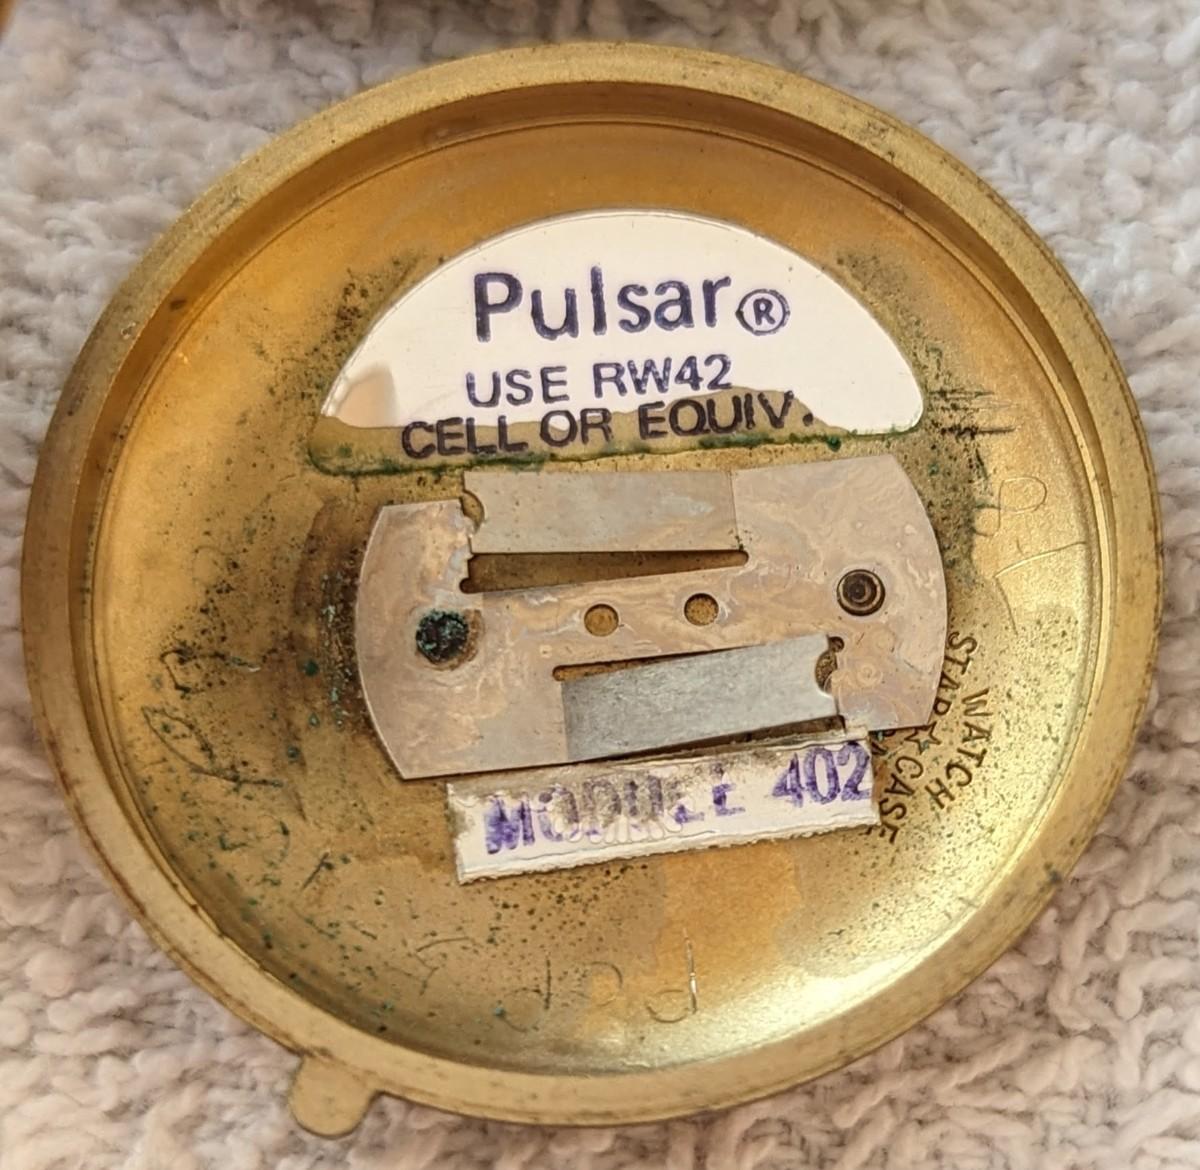 Pulsar®
USE RW42
CELL OR EQUIV.
STAR☆WATCH
CASE
MODULE 402